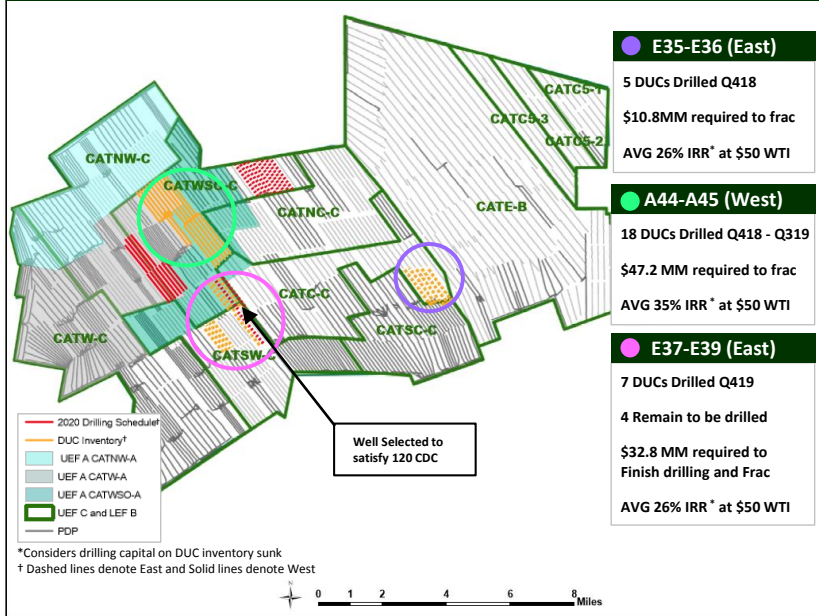 CATNW-C
CATWSO-C
CATNC-C
CATE-B
CATC5-1
CATC5-3
CATC5-2
CATW-C
CATC-C
CATSC-C
CATSW-C
E35-E36 (East)
5 DUCs Drilled Q418
$10.8MM required to frac
AVG 26% IRR* at $50 WTI
A44-A45 (West)
18 DUCs Drilled Q418 - Q319
$47.2 MM required to frac
AVG 35% IRR* at $50 WTI
E37-E39 (East)
7 DUCs Drilled Q419
4 Remain to be drilled
$32.8 MM required to
Finish drilling and Frac
AVG 26% IRR* at $50 WTI
Well Selected to
satisfy 120 CDC
2020 Drilling Schedule†
DUC Inventory†
UEF A CATNW-A
UEF A CATW-A
UEF A CATWSO-A
UEF C and LEF B
PDP
*Considers drilling capital on DUC inventory sunk
† Dashed lines denote East and Solid lines denote West
N
0 1 2 4 6 8
Miles